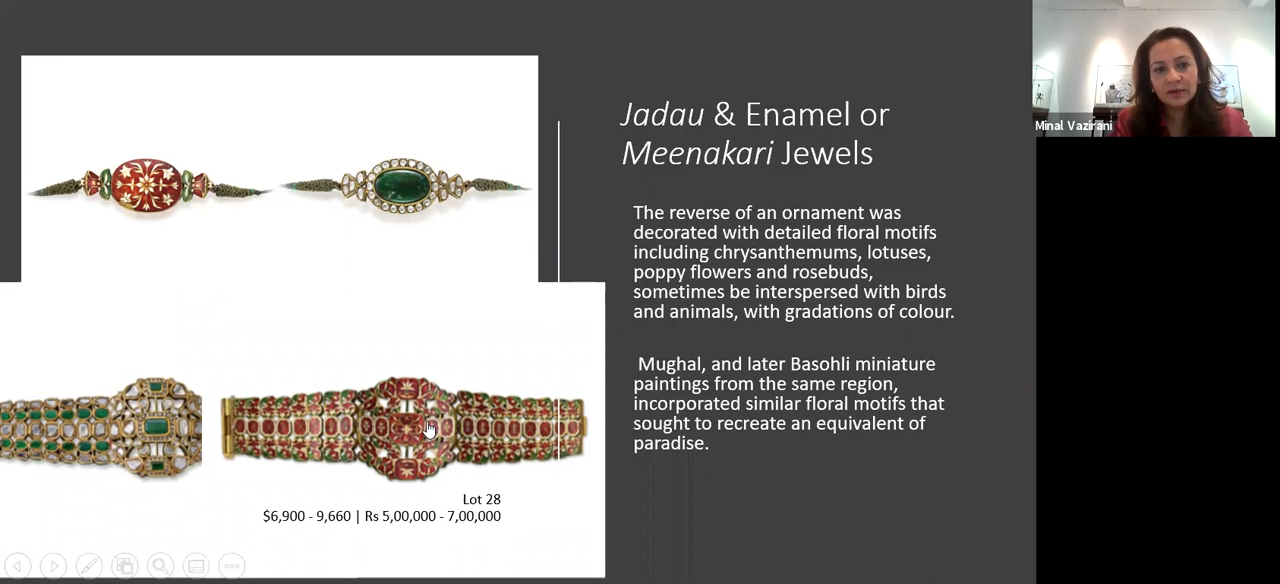 Jadau & Enamel or
Meenakari Jewels
The reverse of an ornament was
decorated with detailed floral motifs
including chrysanthemums, lotuses,
poppy flowers and rosebuds,
sometimes be interspersed with birds
and animals, with gradations of colour.
Mughal, and later Basohli miniature
paintings from the same region,
incorporated similar floral motifs that
sought to recreate an equivalent of
paradise.
Lot 28
$6,900 - 9,660 | Rs 5,00,000 - 7,00,000
Minal Vazirani